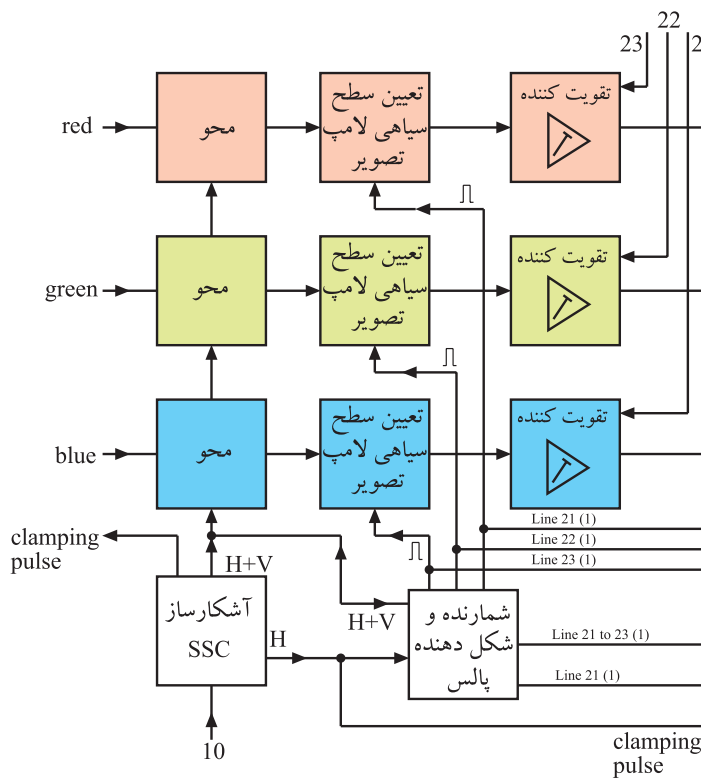 22
23
2
red
محو
تعیین سطح
سیاهی لامپ
تصویر
تقویت کننده
green
محو
تعیین سطح
سیاهی لامپ
تصویر
تقویت کننده
blue
محو
تعیین سطح
سیاهی لامپ
تصویر
تقویت کننده
Line 21 (1)
Line 22 (1)
Line 23 (1)
clamping
pulse
H+V
آشکارساز
SSC
H
H+V
شمارنده و
شکل دهنده
پالس
Line 21 to 23 (1)
Line 21 (1)
10
clamping
pulse